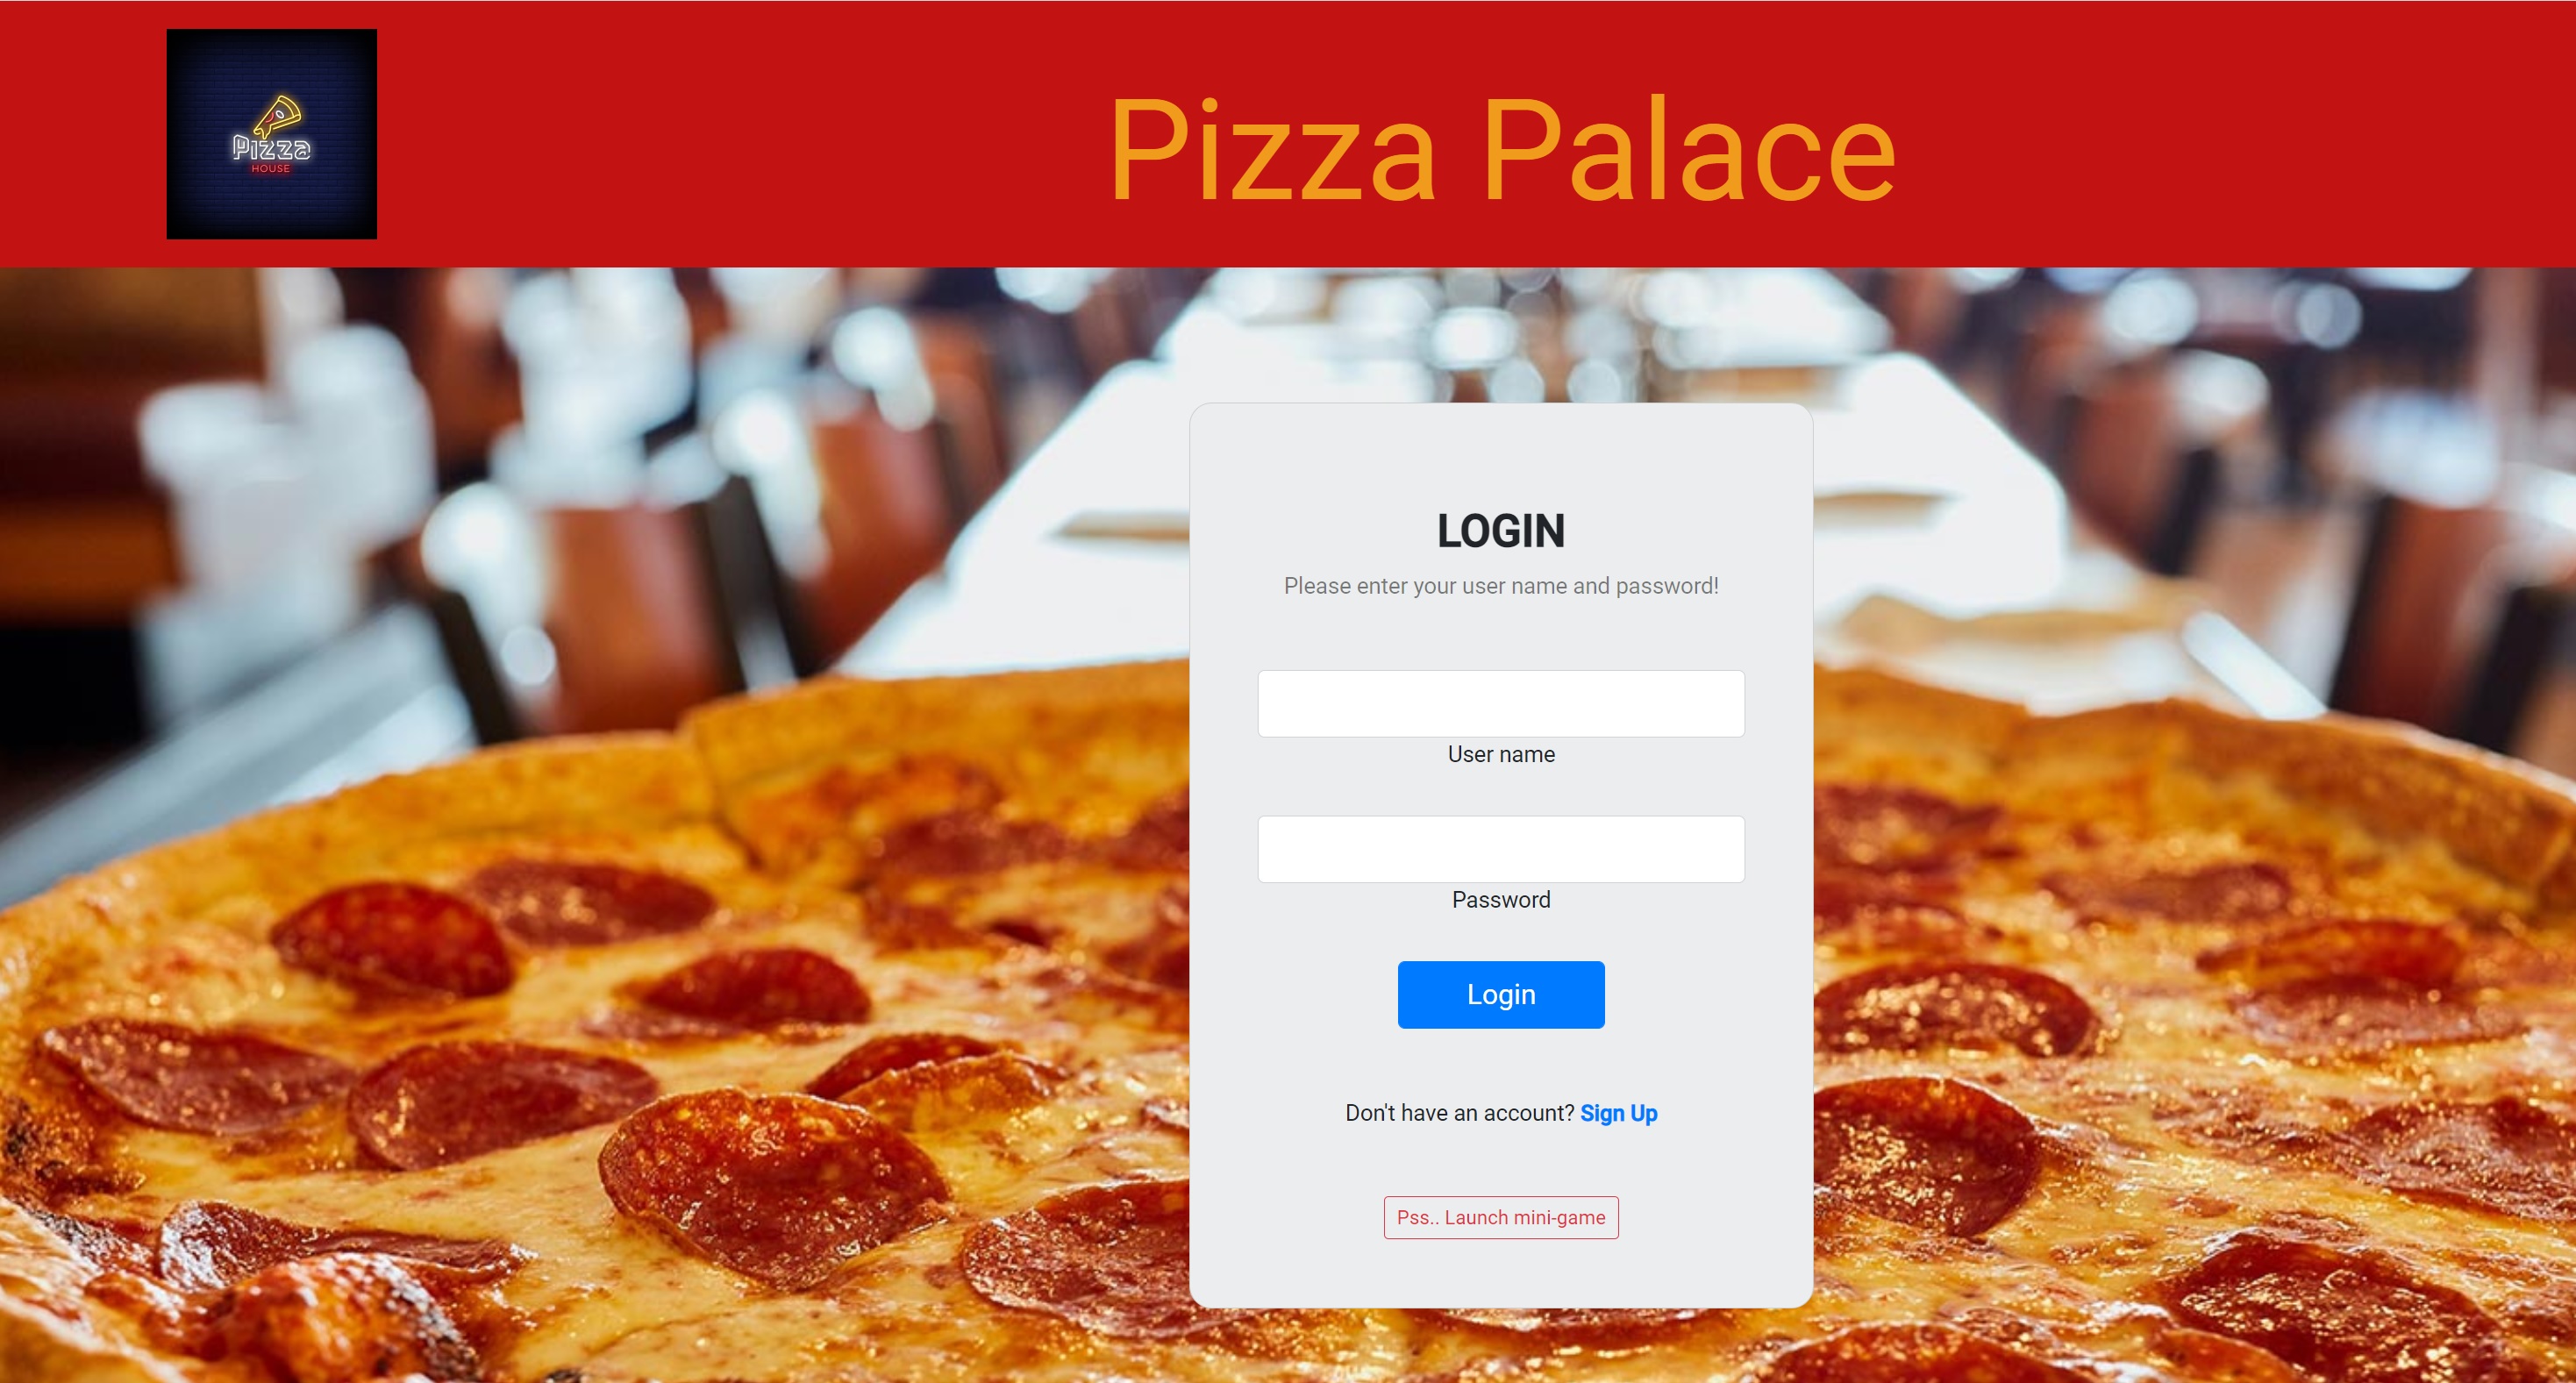 Pizza
HOUSE
Pizza Palace
LOGIN
Please enter your user name and password!
User name
Password
Login
Don't have an account? Sign Up
Pss.. Launch mini-game